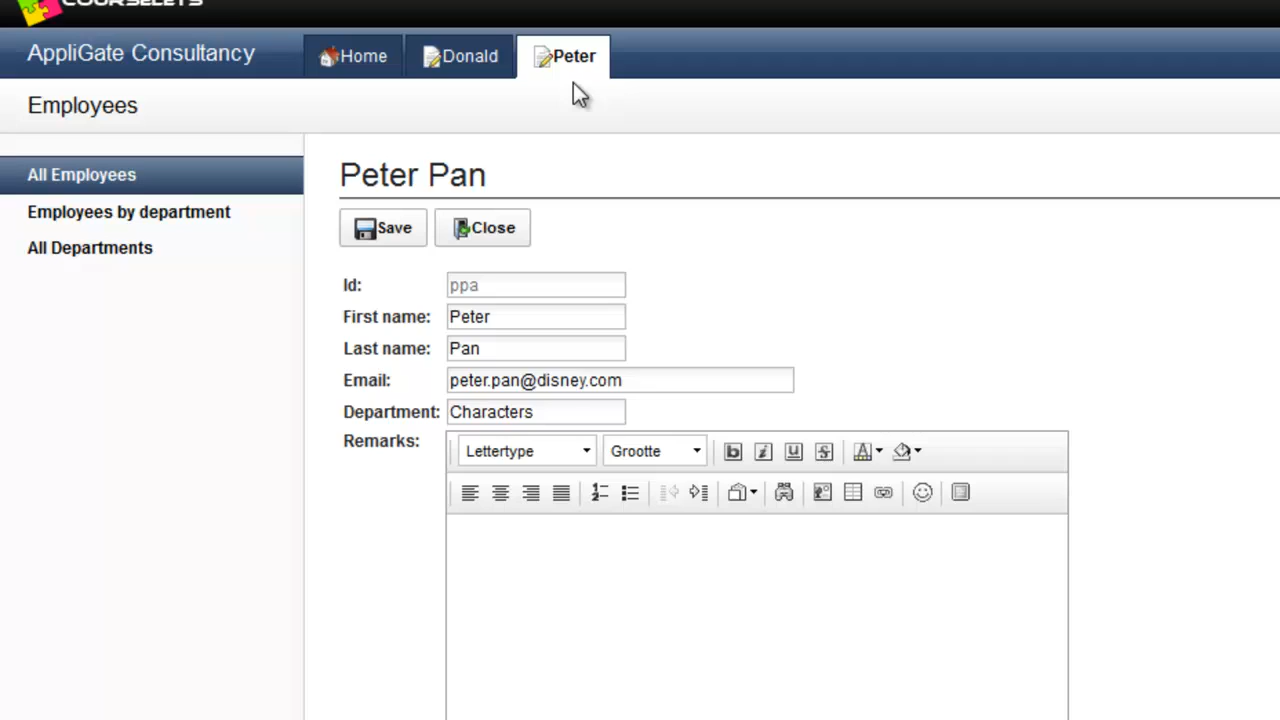 COURSELETS
AppliGate Consultancy
Home
Donald
Peter
Employees
All Employees
Employees by department
All Departments
Peter Pan
Save
Close
Id: ppa
First name: Peter
Last name: Pan
Email: peter.pan@disney.com
Department: Characters
Remarks:
Lettertype
Grootte